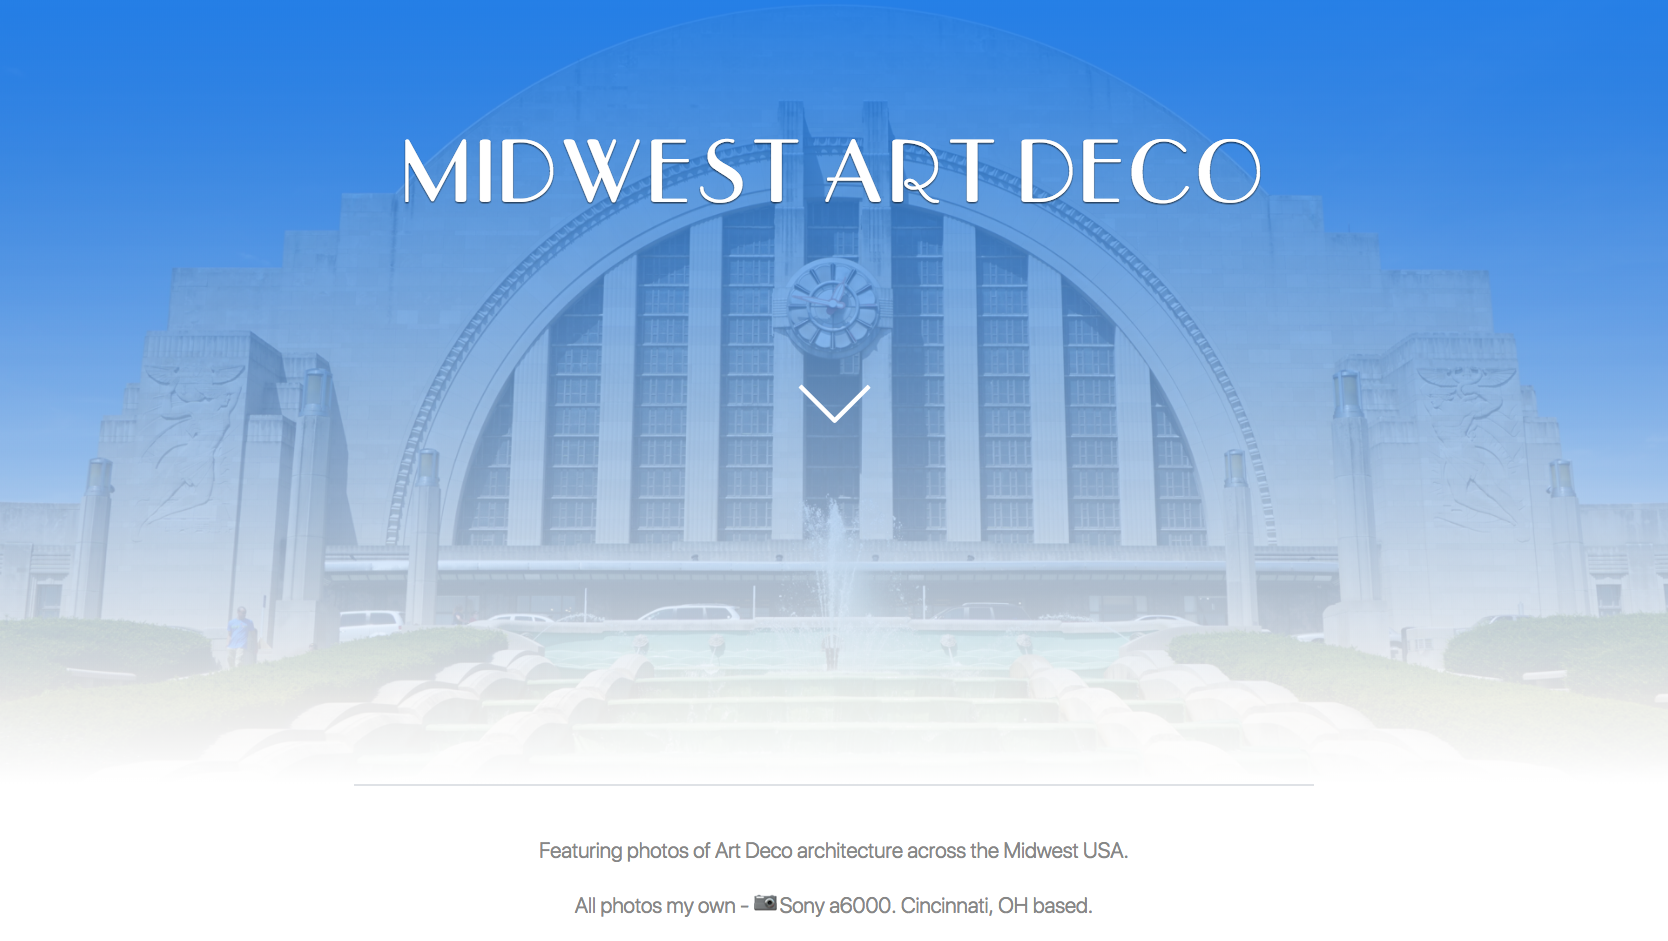 MIDWEST ART DECO
Featuring photos of Art Deco architecture across the Midwest USA.
All photos my own - 📷Sony a6000. Cincinnati, OH based.